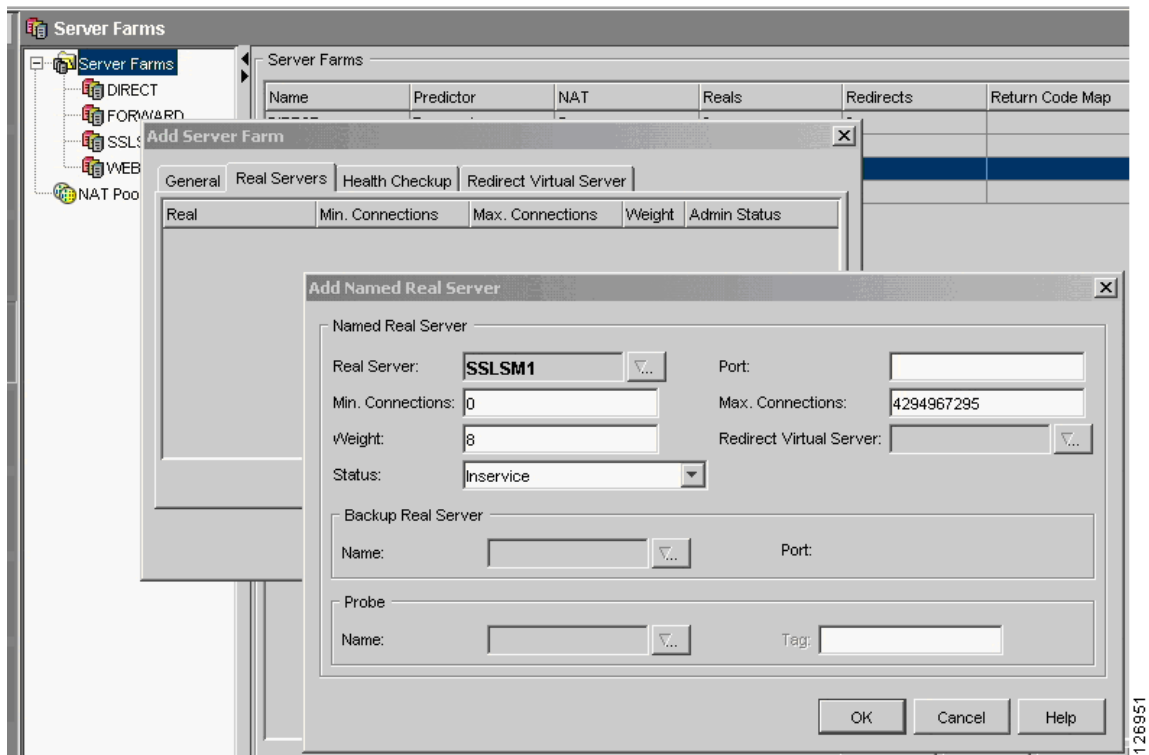 Server Farms
Server Farms
DIRECT
FORWARD
SSLS
WEB
NAT Poo
Server Farms
Name Predictor NAT Reals Redirects Return Code Map
Add Server Farm
General Real Servers Health Checkup Redirect Virtual Server
Real Min. Connections Max. Connections Weight Admin Status
Add Named Real Server
Named Real Server
Real Server: SSLSM1 Port:
Min. Connections: 0 Max. Connections: 4294967295
Weight: 8 Redirect Virtual Server:
Status: Inservice
Backup Real Server
Name: Port:
Probe
Name: Tag:
OK Cancel Help
126951